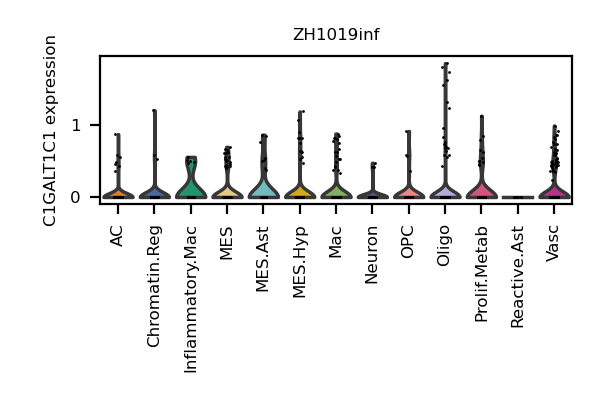 ZH1019inf
C1GALT1C1 expression
1
0
AC
Chromatin.Reg
Inflammatory.Mac
MES
MES.Ast
MES.Hyp
Mac
Neuron
OPC
Oligo
Prolif.Metab
Reactive.Ast
Vasc